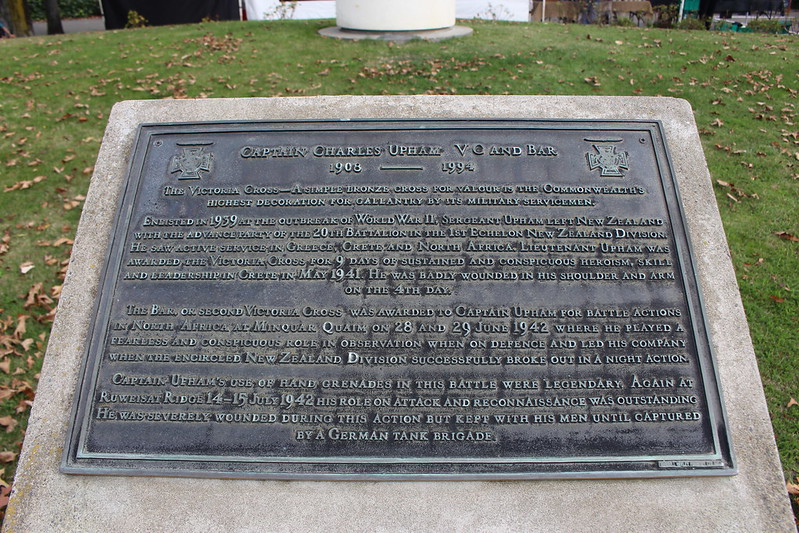 CAPTAIN CHARLES UPHAM V C AND BAR
1908 — 1994
THE VICTORIA CROSS—A SIMPLE BRONZE CROSS FOR VALOUR IS THE COMMONWEALTH'S
HIGHEST DECORATION FOR GALLANTRY BY ITS MILITARY SERVICEMEN.
ENLISTED IN 1939 AT THE OUTBREAK OF WORLD WAR II, SERGEANT UPHAM LEFT NEW ZEALAND
WITH THE ADVANCE PARTY OF THE 20TH BATTALION IN THE 1ST ECHELON NEW ZEALAND DIVISION.
HE SAW ACTIVE SERVICE IN GREECE, CRETE AND NORTH AFRICA. LIEUTENANT UPHAM WAS
AWARDED THE VICTORIA CROSS FOR 9 DAYS OF SUSTAINED AND CONSPICUOUS HEROISM, SKILL
AND LEADERSHIP IN CRETE IN MAY 1941. HE WAS BADLY WOUNDED IN HIS SHOULDER AND ARM
ON THE 4TH DAY.
THE BAR, OR SECOND VICTORIA CROSS WAS AWARDED TO CAPTAIN UPHAM FOR BATTLE ACTIONS
IN NORTH AFRICA, AT MINQUAR QUAIM ON 28 AND 29 JUNE 1942 WHERE HE PLAYED A
FEARLESS AND CONSPICUOUS ROLE IN OBSERVATION WHEN ON DEFENCE AND LED HIS COMPANY
WHEN THE ENCIRCLED NEW ZEALAND DIVISION SUCCESSFULLY BROKE OUT IN A NIGHT ACTION.
CAPTAIN UPHAM'S USE OF HAND GRENADES IN THIS BATTLE WERE LEGENDARY. AGAIN AT
RUWEISAT RIDGE 14–15 JULY 1942 HIS ROLE ON ATTACK AND RECONNAISSANCE WAS OUTSTANDING
HE WAS SEVERELY WOUNDED DURING THIS ACTION BUT KEPT WITH HIS MEN UNTIL CAPTURED
BY A GERMAN TANK BRIGADE.